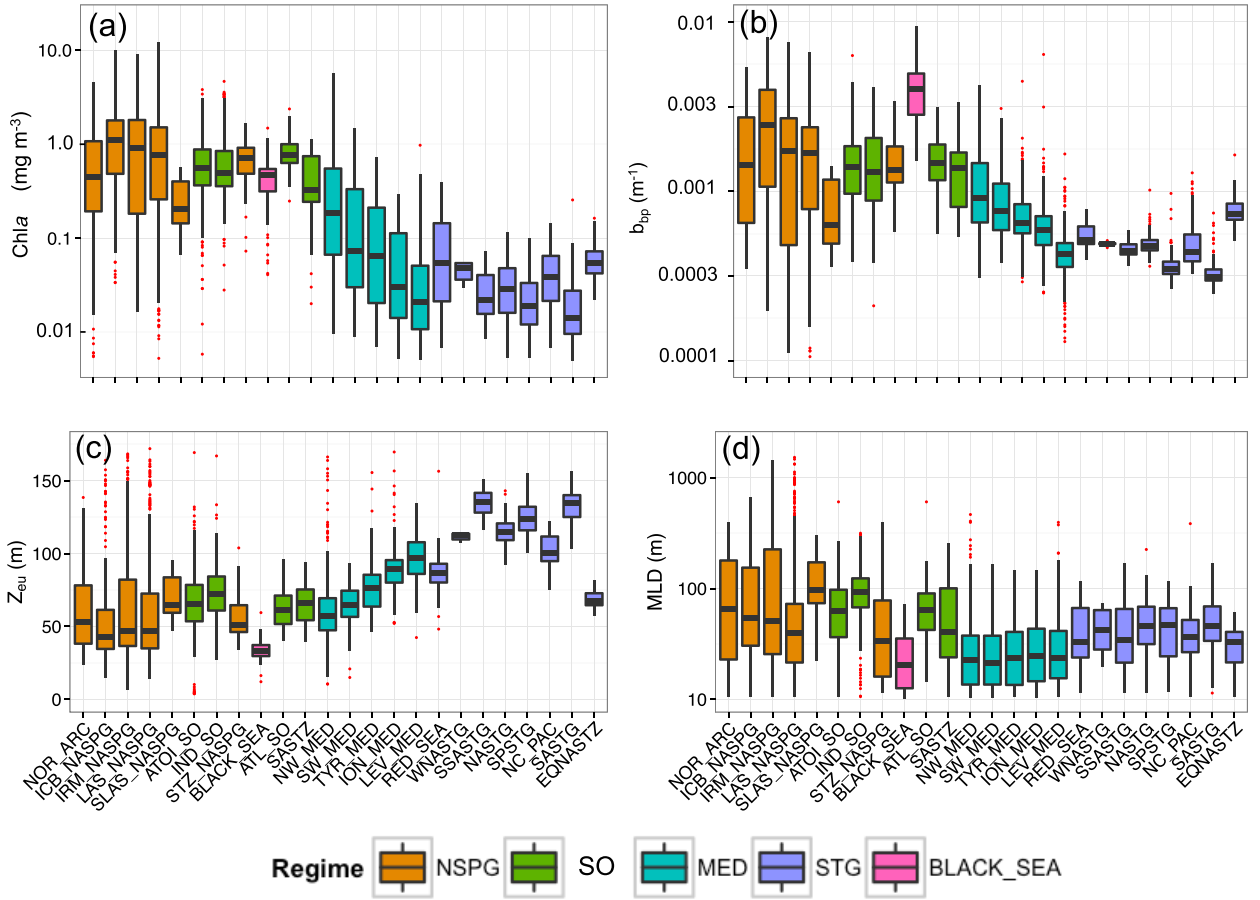 (a)
10.0
1.0
0.1
0.01
Chla (mg m-3)
(b)
0.01
0.003
0.001
0.0003
0.0001
bbp (m-1)
(c)
150
100
50
0
Zeu (m)
NOR_ARC
ICB_NASPG
IRM_NASPG
LAS_NASPG
SLAS_NASPG
ATOI_SO
IND_SO
STZ_NASPG
BLACK_SEA
ATL_SO
SASTZ
NW_MED
SW_MED
TYR_MED
ION_MED
LEV_MED
RED_SEA
WNASTG
SSASTG
NASTG
SPSTG
NC_PAC
SASTG
EQNASTZ
(d)
1000
100
10
MLD (m)
NOR_ARC
ICB_NASPG
IRM_NASPG
LAS_NASPG
SLAS_NASPG
ATOI_SO
IND_SO
STZ_NASPG
BLACK_SEA
ATL_SO
SASTZ
NW_MED
SW_MED
TYR_MED
ION_MED
LEV_MED
RED_SEA
WNASTG
SSASTG
NASTG
SPSTG
NC_PAC
SASTG
EQNASTZ
Regime NSPG SO MED STG BLACK_SEA